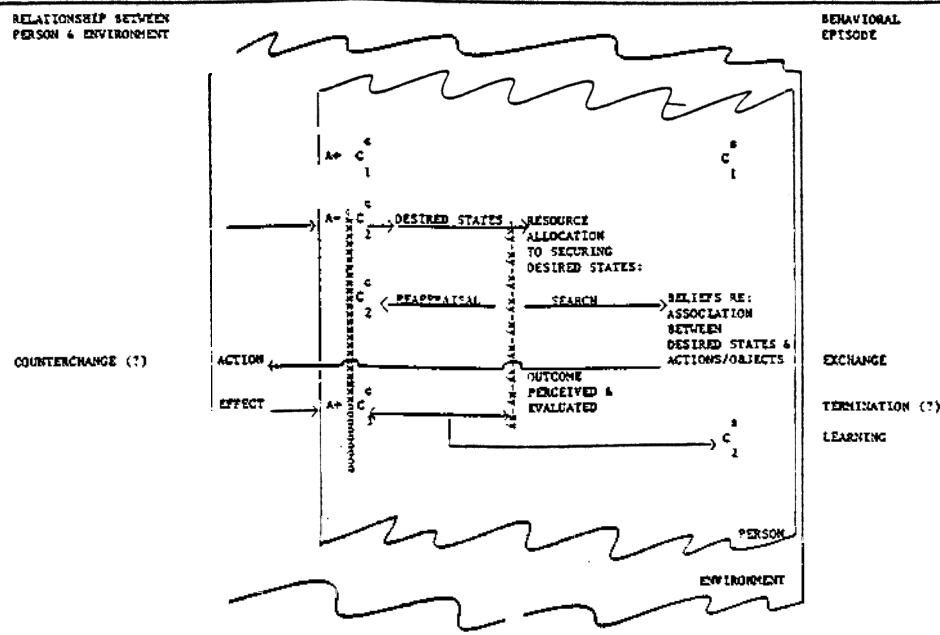 RELATIONSHIP BETWEEN
PERSON & ENVIRONMENT
BEHAVIORAL
EPISODE
A+ C 1
C s 1
A- C 2 DESIRED STATES RESOURCE
ALLOCATION
TO SECURING
DESIRED STATES:
C 2 REAPPRAISAL SEARCH BELIEFS RE:
ASSOCIATION
BETWEEN
DESIRED STATES &
COUNTERCHANGE (?) ACTION ACTIONS/OBJECTS EXCHANGE
OUTCOME
PERCEIVED &
EFFECT A+ C EVALUATED TERMINATION (?)
C s 2 LEARNING
PERSON
ENVIRONMENT